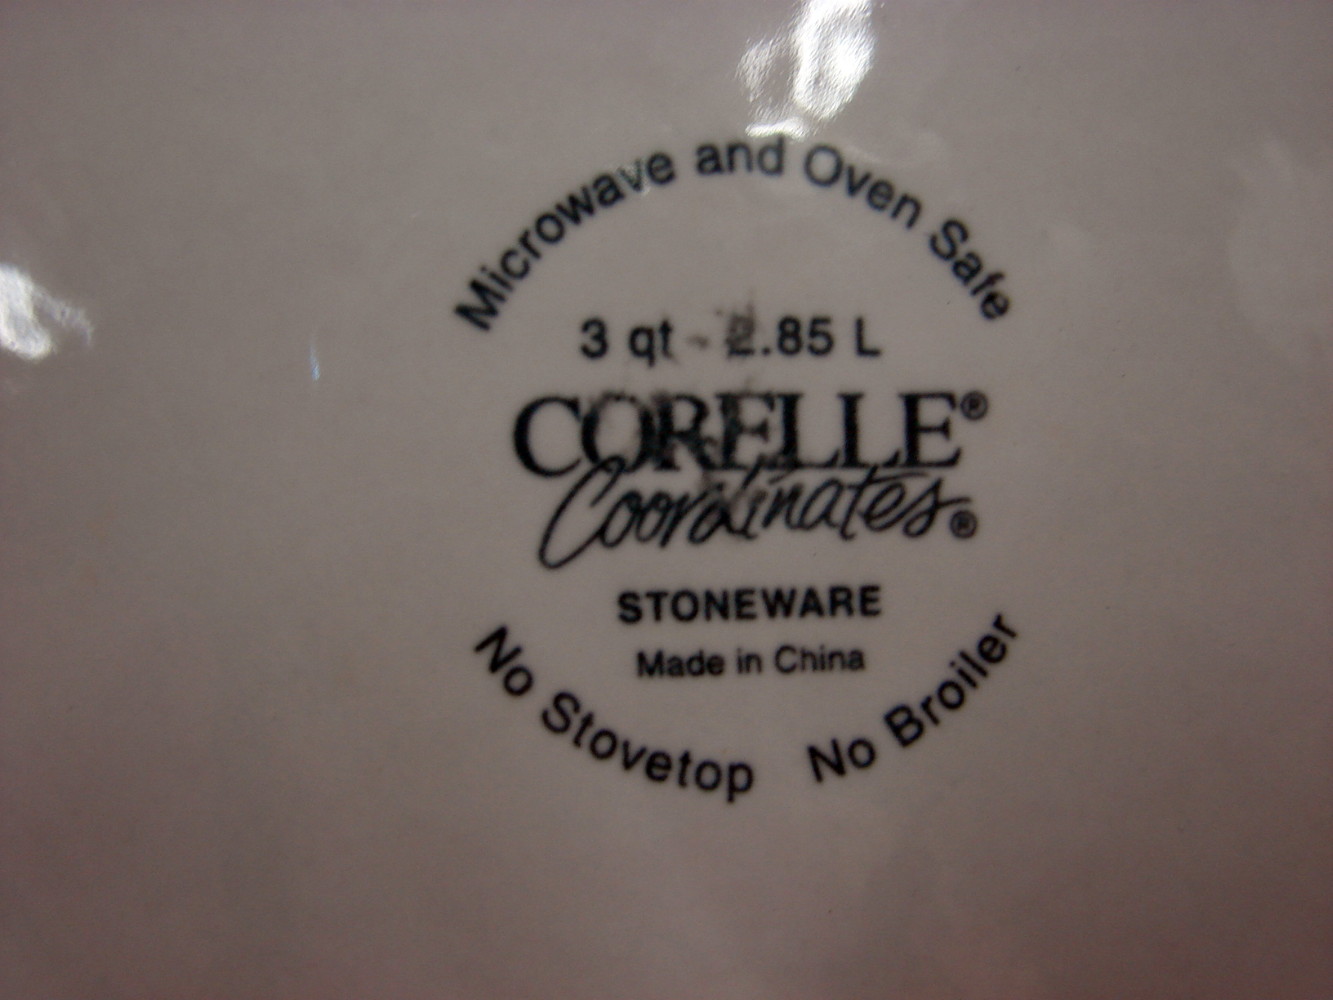 Microwave and Oven Safe
3 qt - 2.85 L
CORELLE®
Coordinates®
STONEWARE
Made in China
No Stovetop No Broiler